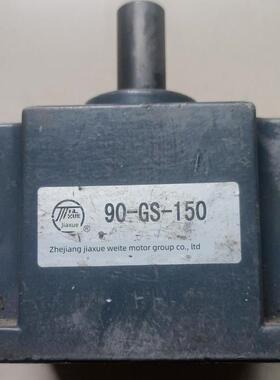 jiaxue ®
90-GS-150
Zhejiang jiaxue weite motor group co., ltd